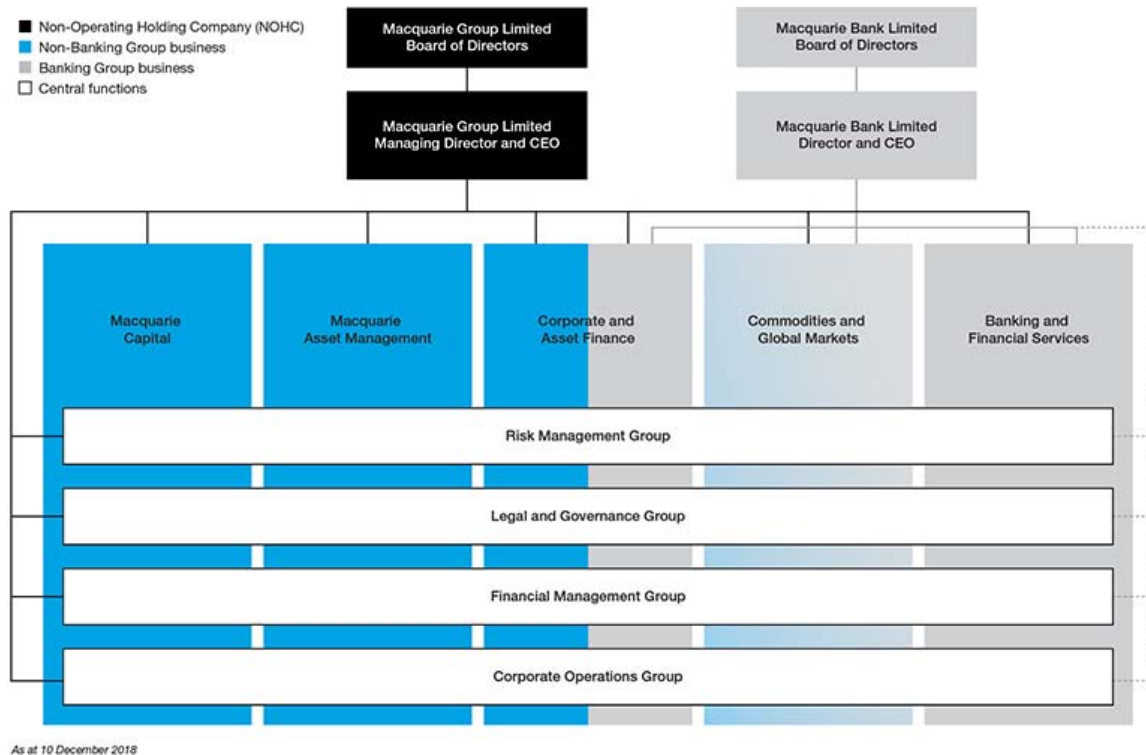 Non-Operating Holding Company (NOHC)
Non-Banking Group business
Banking Group business
Central functions
Macquarie Group Limited
Board of Directors
Macquarie Bank Limited
Board of Directors
Macquarie Group Limited
Managing Director and CEO
Macquarie Bank Limited
Director and CEO
Macquarie
Capital
Macquarie
Asset Management
Corporate and
Asset Finance
Commodities and
Global Markets
Banking and
Financial Services
Risk Management Group
Legal and Governance Group
Financial Management Group
Corporate Operations Group
As at 10 December 2018